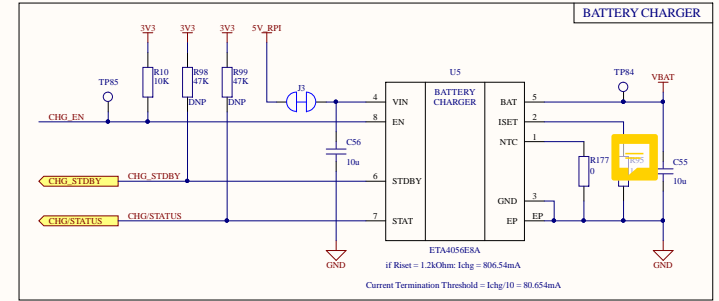 BATTERY CHARGER
3V3 3V3 3V3 5V_RPI
R10
10K
R98
47K
DNP
R99
47K
DNP
TP85
J3
U5
BATTERY
CHARGER
TP84
VBAT
4 VIN
8 EN
BAT 5
ISET 2
NTC 1
CHG_EN
C56
10u
R177
0
R95
C55
10u
CHG_STDBY CHG_STDBY
6 STDBY
GND 3
CHG/STATUS CHG/STATUS
7 STAT
EP EP
ETA4056E8A
GND
GND
if Riset = 1.2kOhm: Ichg = 806.54mA
Current Termination Threshold = Ichg/10 = 80.654mA